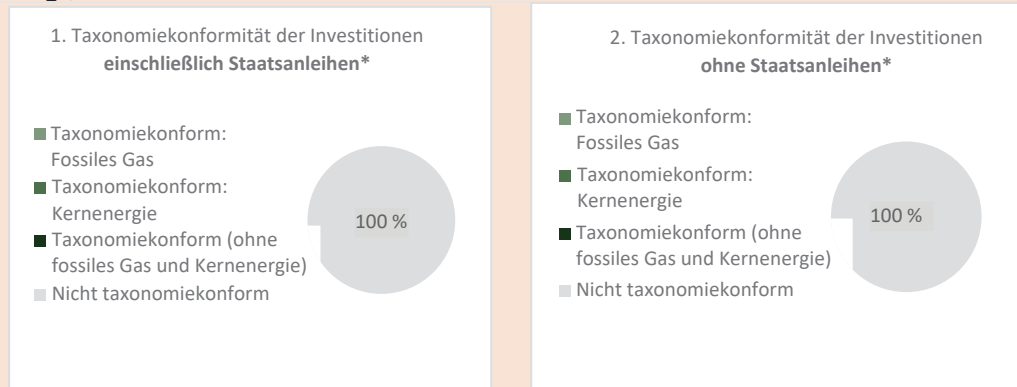 1. Taxonomiekonformität der Investitionen
einschließlich Staatsanleihen*
Taxonomiekonform:
Fossiles Gas
Taxonomiekonform:
Kernenergie
Taxonomiekonform (ohne
fossiles Gas und Kernenergie)
Nicht taxonomiekonform
100 %
2. Taxonomiekonformität der Investitionen
ohne Staatsanleihen*
Taxonomiekonform:
Fossiles Gas
Taxonomiekonform:
Kernenergie
Taxonomiekonform (ohne
fossiles Gas und Kernenergie)
Nicht taxonomiekonform
100 %